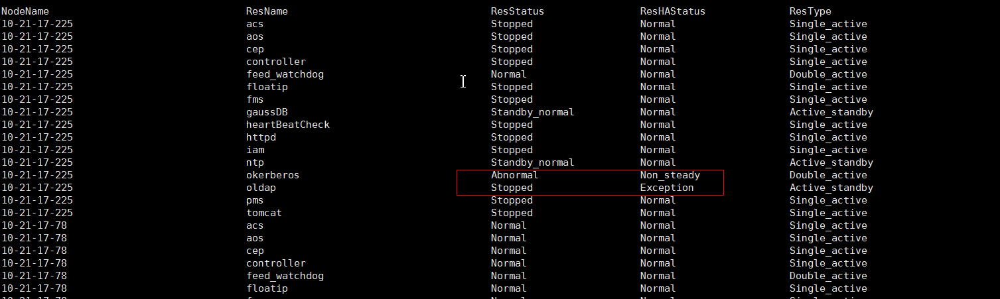 NodeName ResName ResStatus ResHAStatus ResType
10-21-17-225 acs Stopped Normal Single_active
10-21-17-225 aos Stopped Normal Single_active
10-21-17-225 cep Stopped Normal Single_active
10-21-17-225 controller Stopped Normal Single_active
10-21-17-225 feed_watchdog Normal Normal Double_active
10-21-17-225 floatip Stopped Normal Single_active
10-21-17-225 fms Stopped Normal Single_active
10-21-17-225 gaussDB Standby_normal Normal Active_standby
10-21-17-225 heartBeatCheck Stopped Normal Single_active
10-21-17-225 httpd Stopped Normal Single_active
10-21-17-225 iam Stopped Normal Single_active
10-21-17-225 ntp Standby_normal Normal Active_standby
10-21-17-225 okerberos Abnormal Non_steady Double_active
10-21-17-225 oldap Stopped Exception Active_standby
10-21-17-225 pms Stopped Normal Single_active
10-21-17-225 tomcat Stopped Normal Single_active
10-21-17-78 acs Normal Normal Single_active
10-21-17-78 aos Normal Normal Single_active
10-21-17-78 cep Normal Normal Single_active
10-21-17-78 controller Normal Normal Single_active
10-21-17-78 feed_watchdog Normal Normal Double_active
10-21-17-78 floatip Normal Normal Single_active